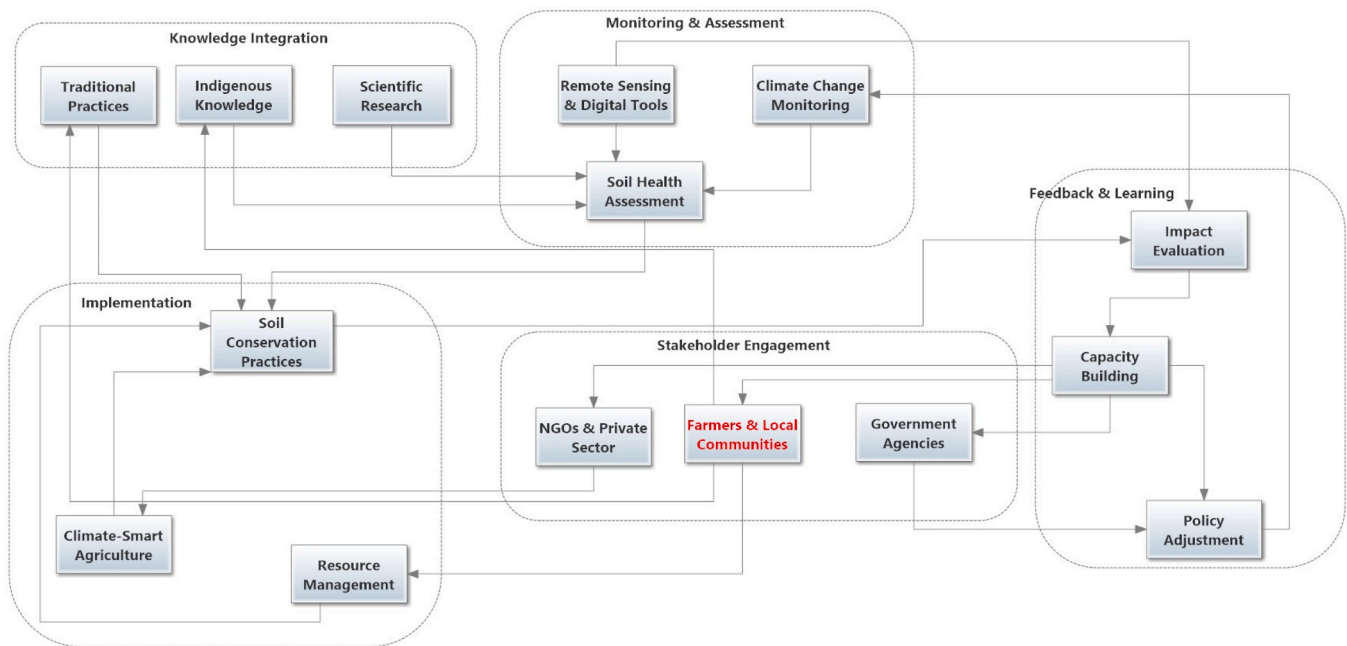 Knowledge Integration
Traditional
Practices
Indigenous
Knowledge
Scientific
Research
Monitoring & Assessment
Remote Sensing
& Digital Tools
Climate Change
Monitoring
Soil Health
Assessment
Feedback & Learning
Impact
Evaluation
Capacity
Building
Policy
Adjustment
Implementation
Soil
Conservation
Practices
Climate-Smart
Agriculture
Resource
Management
Stakeholder Engagement
NGOs & Private
Sector
Farmers & Local
Communities
Government
Agencies